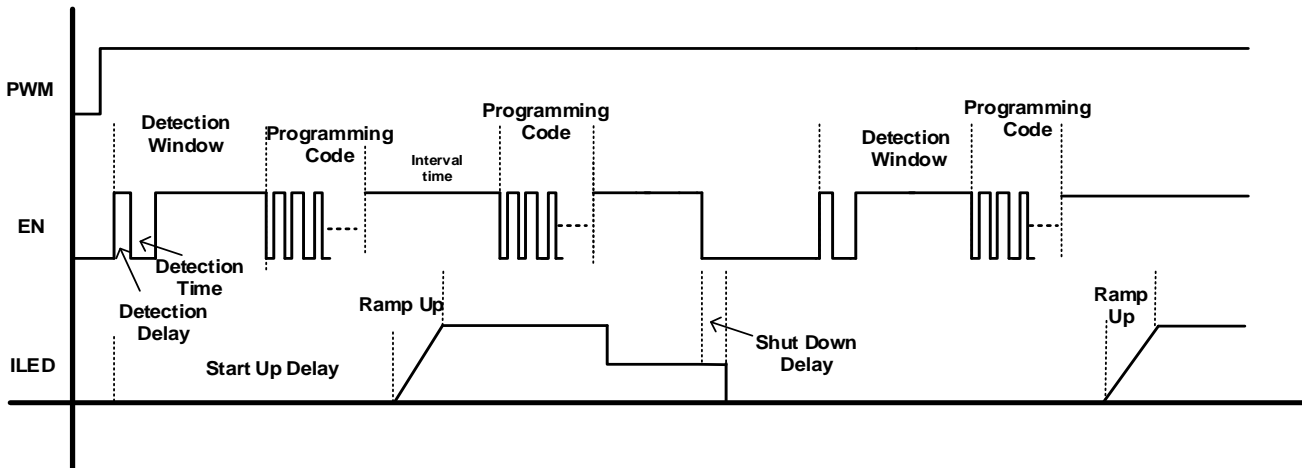 PWM
Detection
Window
Programming
Code
Interval
time
Programming
Code
Detection
Window
Programming
Code
EN
Detection
Time
Detection
Delay
Ramp Up
Shut Down
Delay
Ramp
Up
ILED
Start Up Delay